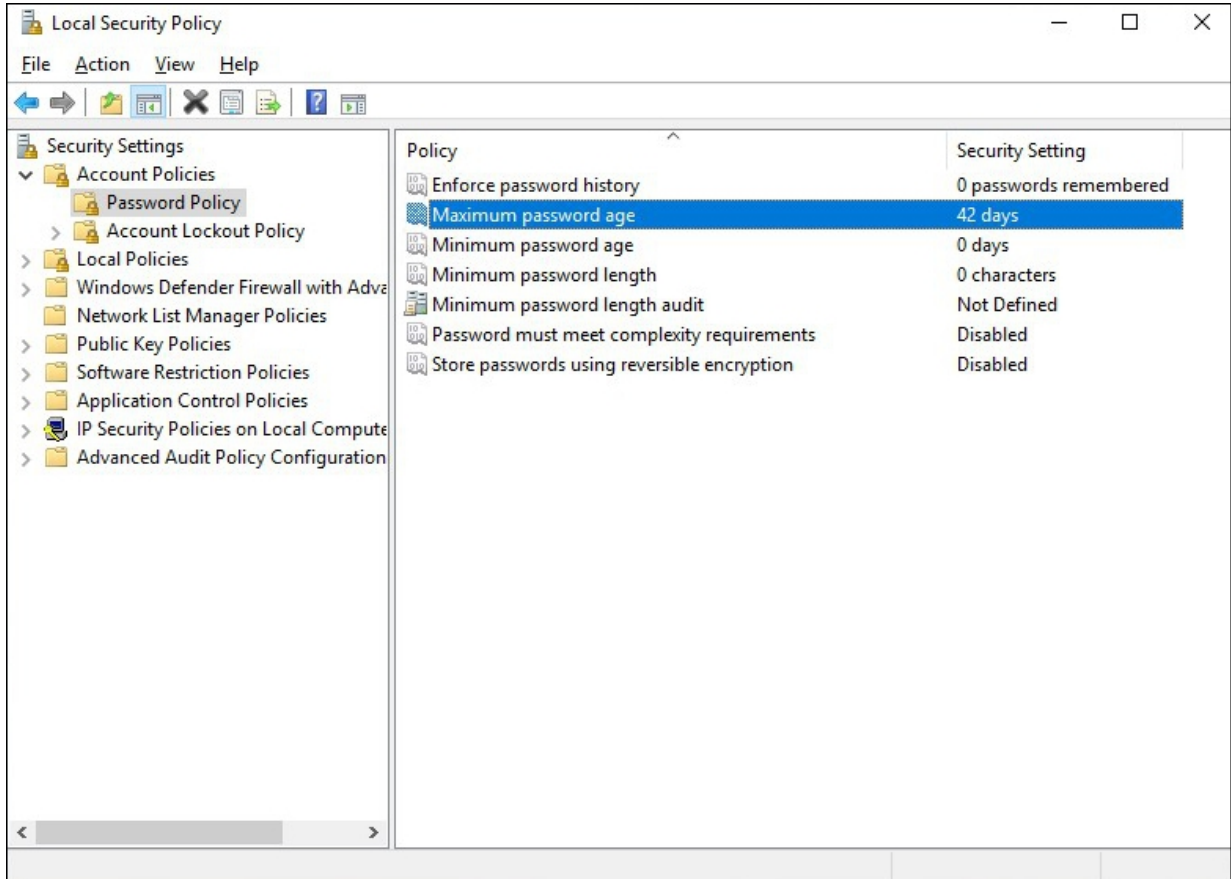 Local Security Policy
File Action View Help
Security Settings
Account Policies
Password Policy
Account Lockout Policy
Local Policies
Windows Defender Firewall with Adva
Network List Manager Policies
Public Key Policies
Software Restriction Policies
Application Control Policies
IP Security Policies on Local Compute
Advanced Audit Policy Configuration
Policy Security Setting
Enforce password history 0 passwords remembered
Maximum password age 42 days
Minimum password age 0 days
Minimum password length 0 characters
Minimum password length audit Not Defined
Password must meet complexity requirements Disabled
Store passwords using reversible encryption Disabled